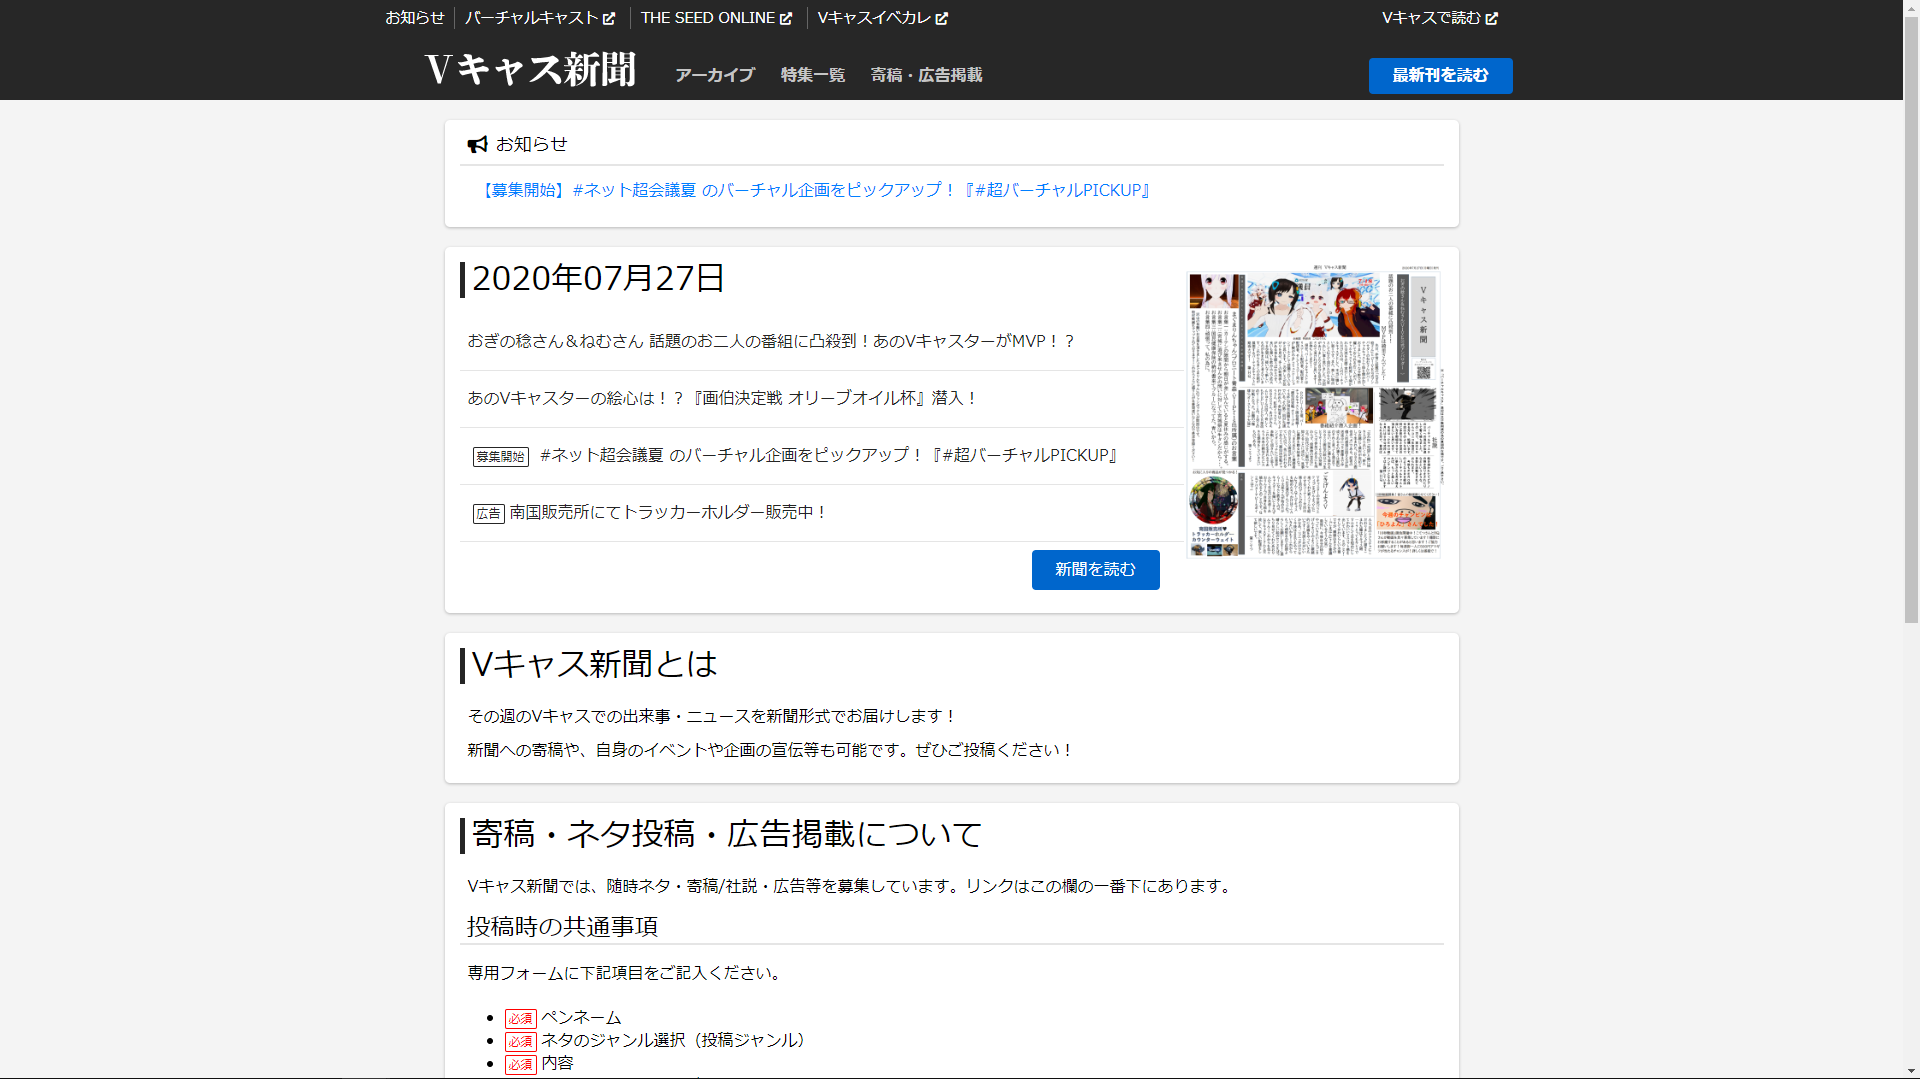 お知らせ
バーチャルキャスト
THE SEED ONLINE
Vキャスイベカレ
Vキャスで読む
Vキャス新聞
アーカイブ
特集一覧
寄稿・広告掲載
最新刊を読む
お知らせ
【募集開始】#ネット超会議夏 のバーチャル企画をピックアップ！『#超バーチャルPICKUP』
2020年07月27日
おぎの稔さん＆ねむさん 話題のお二人の番組に凸殺到！あのVキャスターがMVP！？
あのVキャスターの絵心は！？『画伯決定戦 オリーブオイル杯』潜入！
募集開始 #ネット超会議夏 のバーチャル企画をピックアップ！『#超バーチャルPICKUP』
広告 南国販売所にてトラッカーホルダー販売中！
新聞を読む
Vキャス新聞
Vキャス新聞とは
その週のVキャスでの出来事・ニュースを新聞形式でお届けします！
新聞への寄稿や、自身のイベントや企画の宣伝等も可能です。ぜひご投稿ください！
寄稿・ネタ投稿・広告掲載について
Vキャス新聞では、随時ネタ・寄稿/社説・広告等を募集しています。リンクはこの欄の一番下にあります。
投稿時の共通事項
専用フォームに下記項目をご記入ください。
必須 ペンネーム
必須 ネタのジャンル選択（投稿ジャンル）
必須 内容